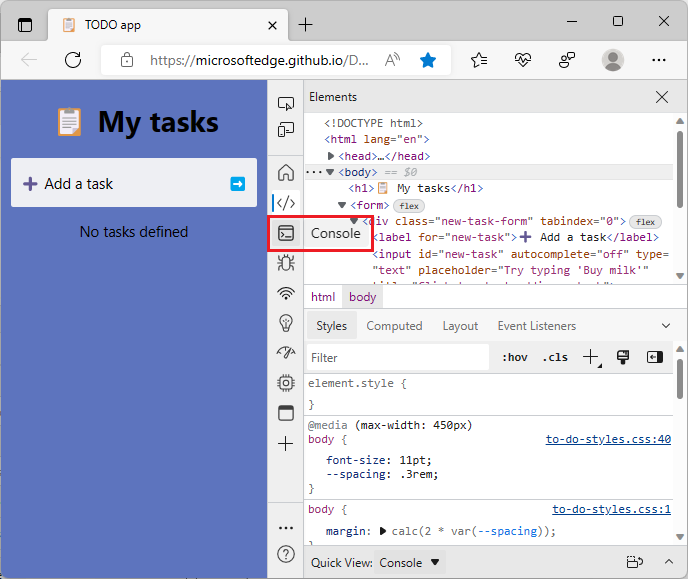 TODO app
https://microsoftedge.github.io/D...
My tasks
Add a task
No tasks defined
Elements
<!DOCTYPE html>
<html lang="en">
<head>…</head>
<body> == $0
<h1>📋 My tasks</h1>
<form> flex
<div class="new-task-form" tabindex="0"> flex
<label for="new-task">➕ Add a task</label>
Console
<input id="new-task" autocomplete="off" type=
"text" placeholder="Try typing 'Buy milk'"
html body
Styles Computed Layout Event Listeners
Filter :hov .cls
element.style {
}
@media (max-width: 450px)
body { to-do-styles.css:40
font-size: 11pt;
--spacing: .3rem;
}
body { to-do-styles.css:1
margin: calc(2 * var(--spacing));
Quick View: Console